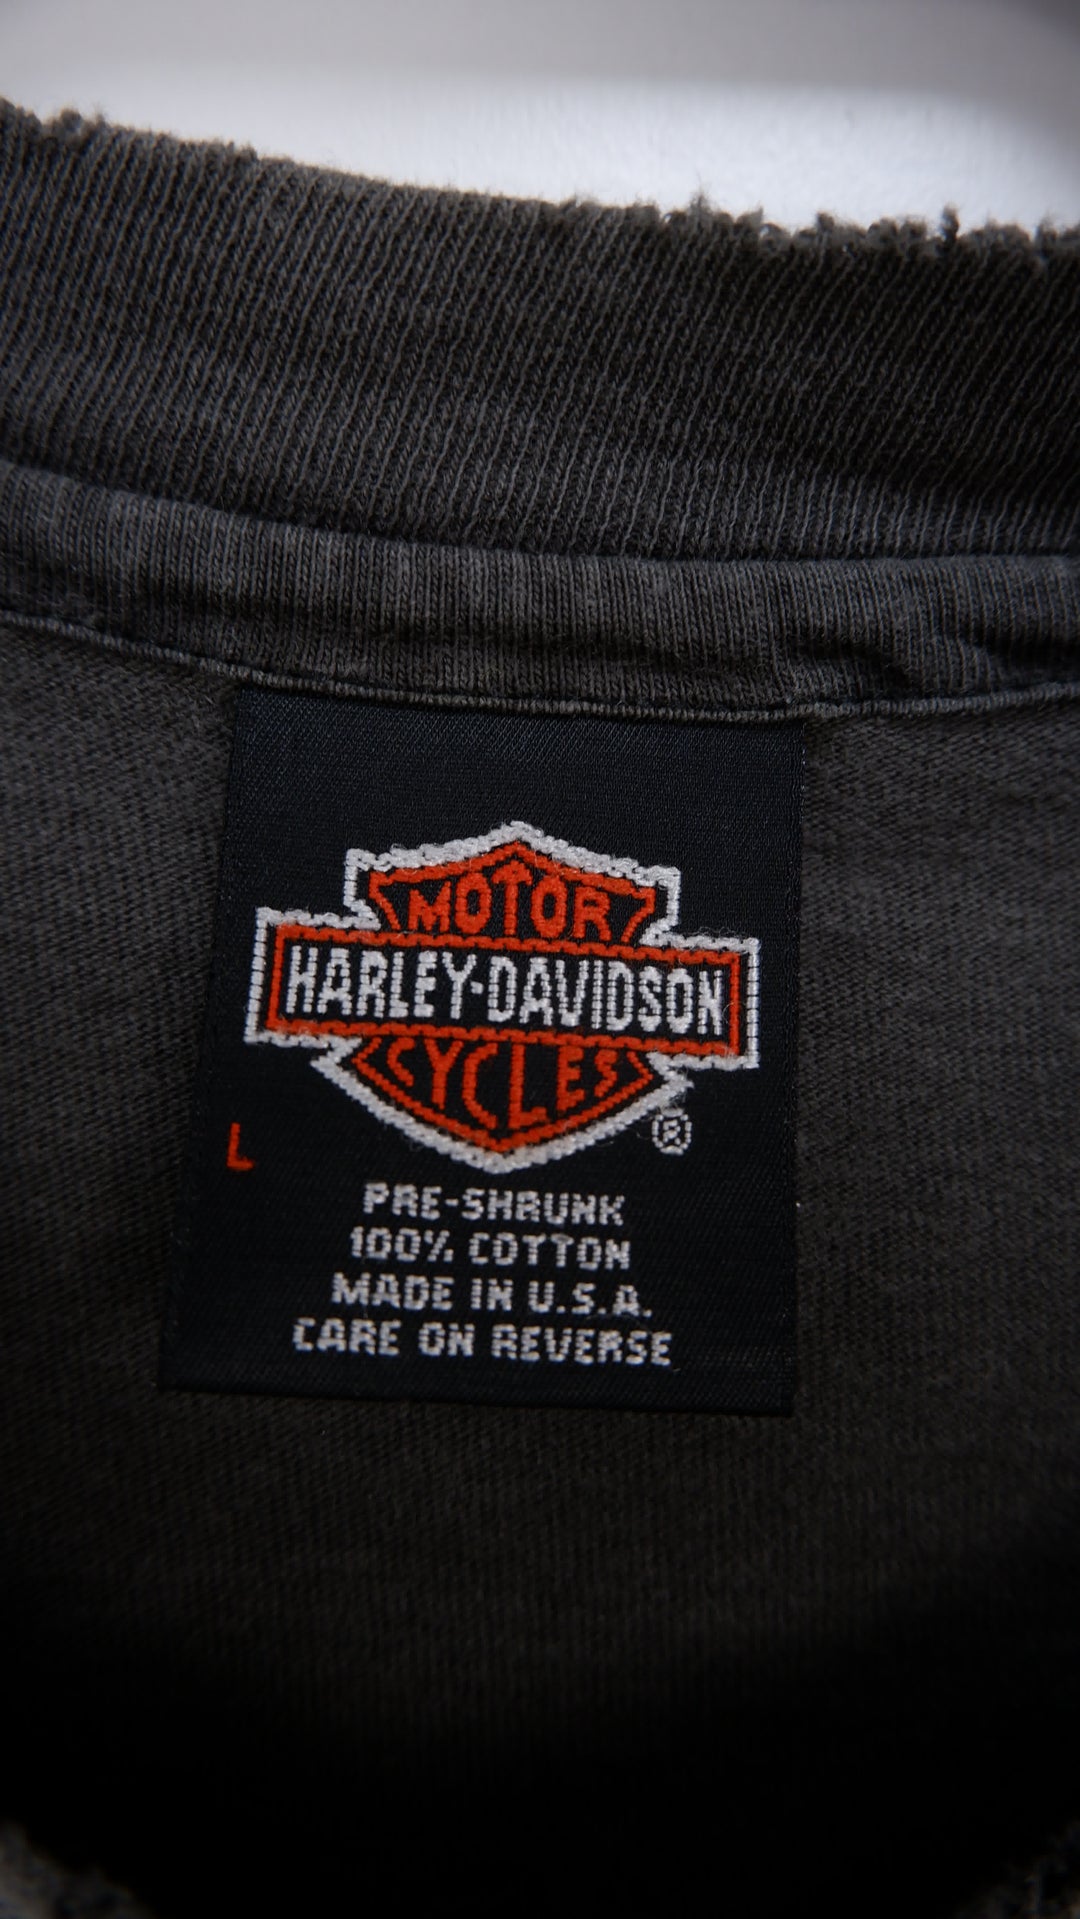 MOTOR
HARLEY-DAVIDSON
CYCLES
®
L
PRE-SHRUNK
100% COTTON
MADE IN U.S.A.
CARE ON REVERSE